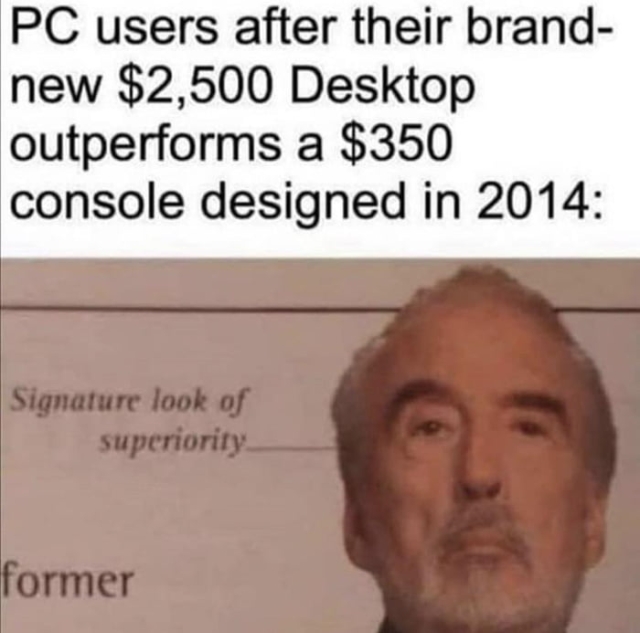 PC users after their brand-
new $2,500 Desktop
outperforms a $350
console designed in 2014:
Signature look of
superiority
former